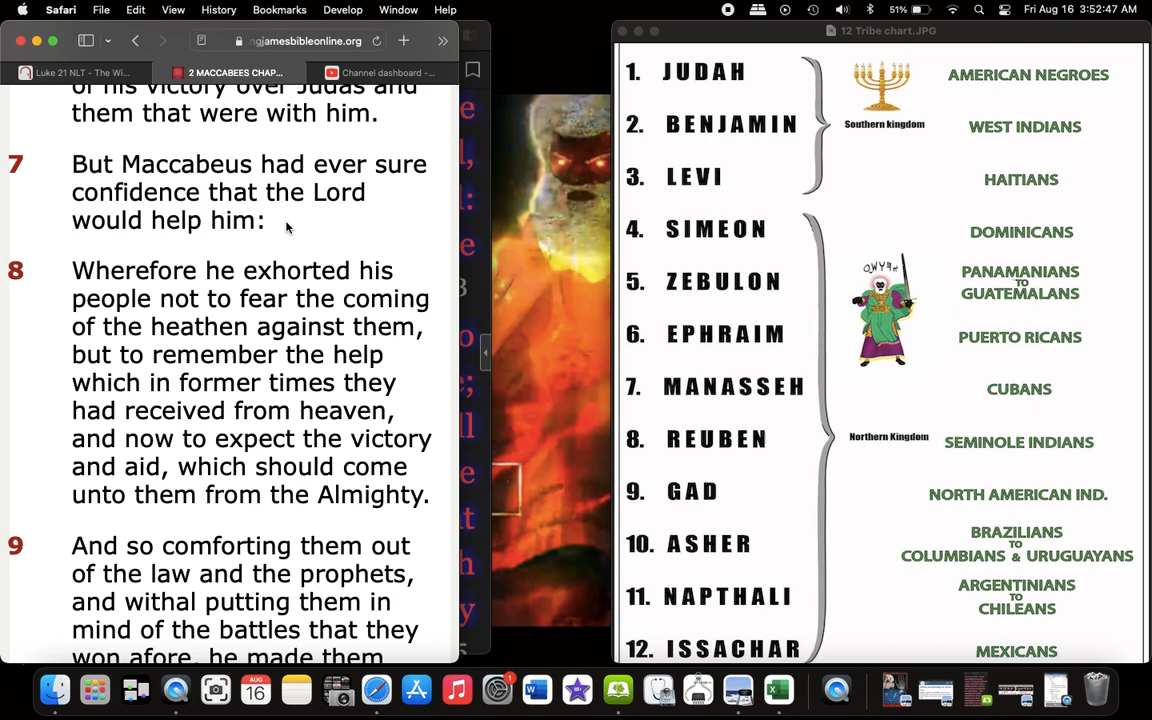 Safari File Edit View History Bookmarks Develop Window Help
51% Fri Aug 16 3:52:47 AM
ngjamesbibleonline.org
Luke 21 NLT - The Wi...
2 MACCABEES CHAP...
Channel dashboard -...
of his victory over Judas and
them that were with him.
7 But Maccabeus had ever sure
confidence that the Lord
would help him:
8 Wherefore he exhorted his
people not to fear the coming
of the heathen against them,
but to remember the help
which in former times they
had received from heaven,
and now to expect the victory
and aid, which should come
unto them from the Almighty.
9 And so comforting them out
of the law and the prophets,
and withal putting them in
mind of the battles that they
won afore, he made them
12 Tribe chart.JPG
1. JUDAH AMERICAN NEGROES
2. BENJAMIN Southern kingdom WEST INDIANS
3. LEVI HAITIANS
4. SIMEON DOMINICANS
5. ZEBULON PANAMANIANS
TO
GUATEMALANS
6. EPHRAIM PUERTO RICANS
7. MANASSEH CUBANS
8. REUBEN Northern Kingdom SEMINOLE INDIANS
9. GAD NORTH AMERICAN IND.
10. ASHER BRAZILIANS
TO
COLUMBIANS & URUGUAYANS
11. NAPTHALI ARGENTINIANS
TO
CHILEANS
12. ISSACHAR MEXICANS
AUG
16
1